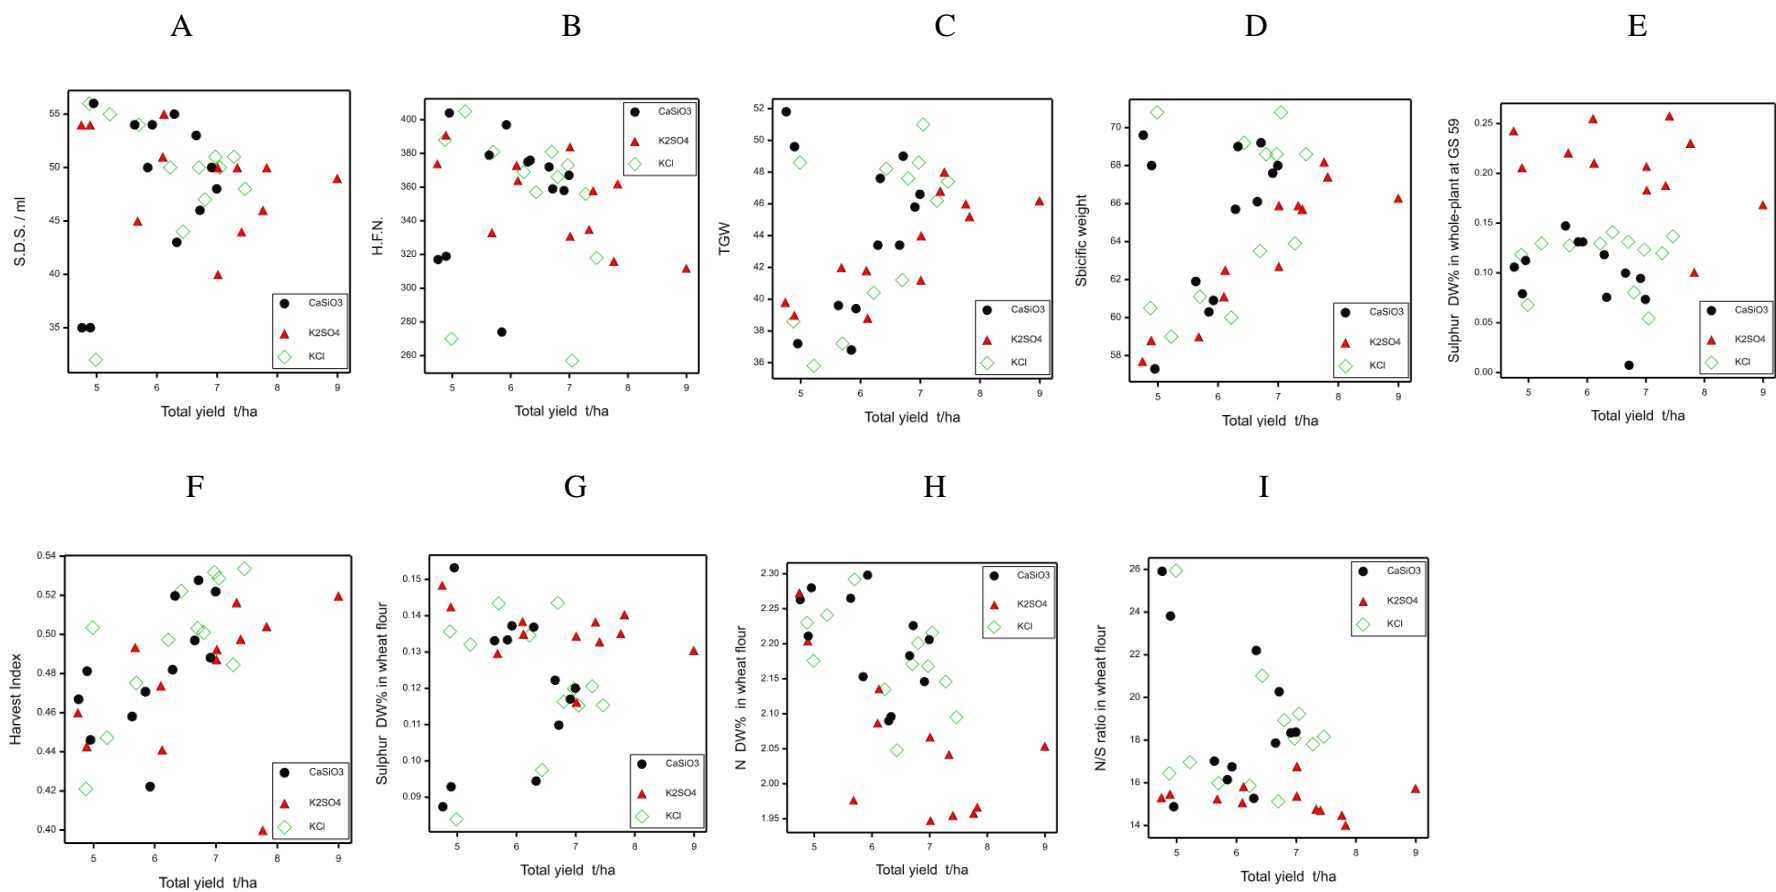 A B C D E
S.D.S. / ml
55
50
45
40
35
5 6 7 8 9
Total yield t/ha
CaSiO3
K2SO4
KCl
H.F.N.
400
380
360
340
320
300
280
260
5 6 7 8 9
Total yield t/ha
CaSiO3
K2SO4
KCl
TGW
52
50
48
46
44
42
40
38
36
5 6 7 8 9
Total yield t/ha
CaSiO3
K2SO4
KCl
Sbicific weight
70
68
66
64
62
60
58
5 6 7 8 9
Total yield t/ha
CaSiO3
K2SO4
KCl
Sulphur DW% in whole-plant at GS 59
0.25
0.20
0.15
0.10
0.05
0.00
5 6 7 8 9
Total yield t/ha
CaSiO3
K2SO4
KCl
F G H I
Harvest Index
0.54
0.52
0.50
0.48
0.46
0.44
0.42
0.40
5 6 7 8 9
Total yield t/ha
CaSiO3
K2SO4
KCl
Sulphur DW% in wheat flour
0.15
0.14
0.13
0.12
0.11
0.10
0.09
5 6 7 8 9
Total yield t/ha
CaSiO3
K2SO4
KCl
N DW% in wheat flour
2.30
2.25
2.20
2.15
2.10
2.05
2.00
1.95
5 6 7 8 9
Total yield t/ha
CaSiO3
K2SO4
KCl
N/S ratio in wheat flour
26
24
22
20
18
16
14
5 6 7 8 9
Total yield t/ha
CaSiO3
K2SO4
KCl